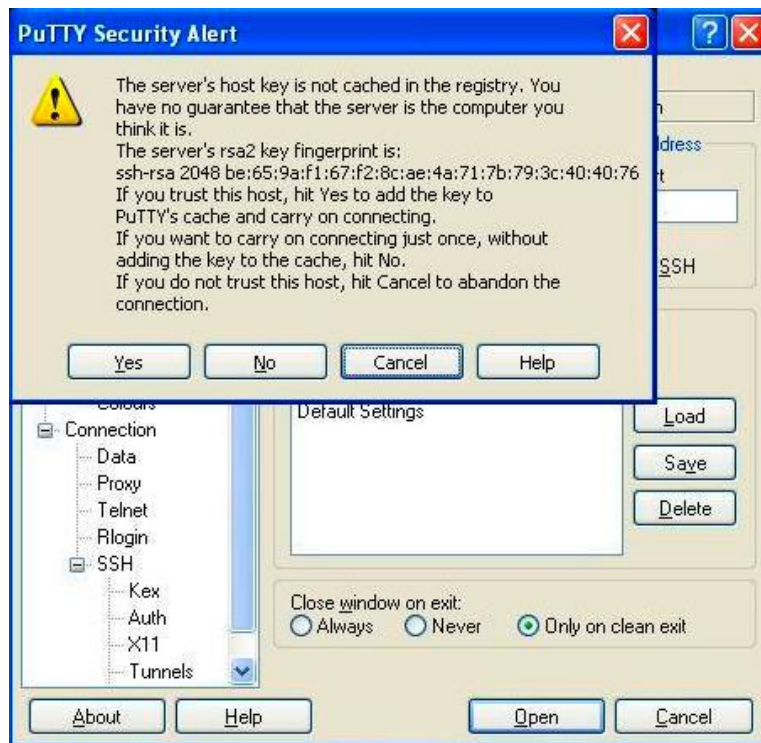 PuTTY Security Alert
?
The server's host key is not cached in the registry. You
have no guarantee that the server is the computer you
think it is.
The server's rsa2 key fingerprint is:
ssh-rsa 2048 be:65:9a:f1:67:f2:8c:ae:4a:71:7b:79:3c:40:40:76
If you trust this host, hit Yes to add the key to
PuTTY's cache and carry on connecting.
If you want to carry on connecting just once, without
adding the key to the cache, hit No.
If you do not trust this host, hit Cancel to abandon the
connection.
Yes No Cancel Help
SSH
Colours
Connection
Data
Proxy
Telnet
Rlogin
SSH
Kex
Auth
X11
Tunnels
Default Settings
Load
Save
Delete
Close window on exit:
Always Never Only on clean exit
About Help Open Cancel